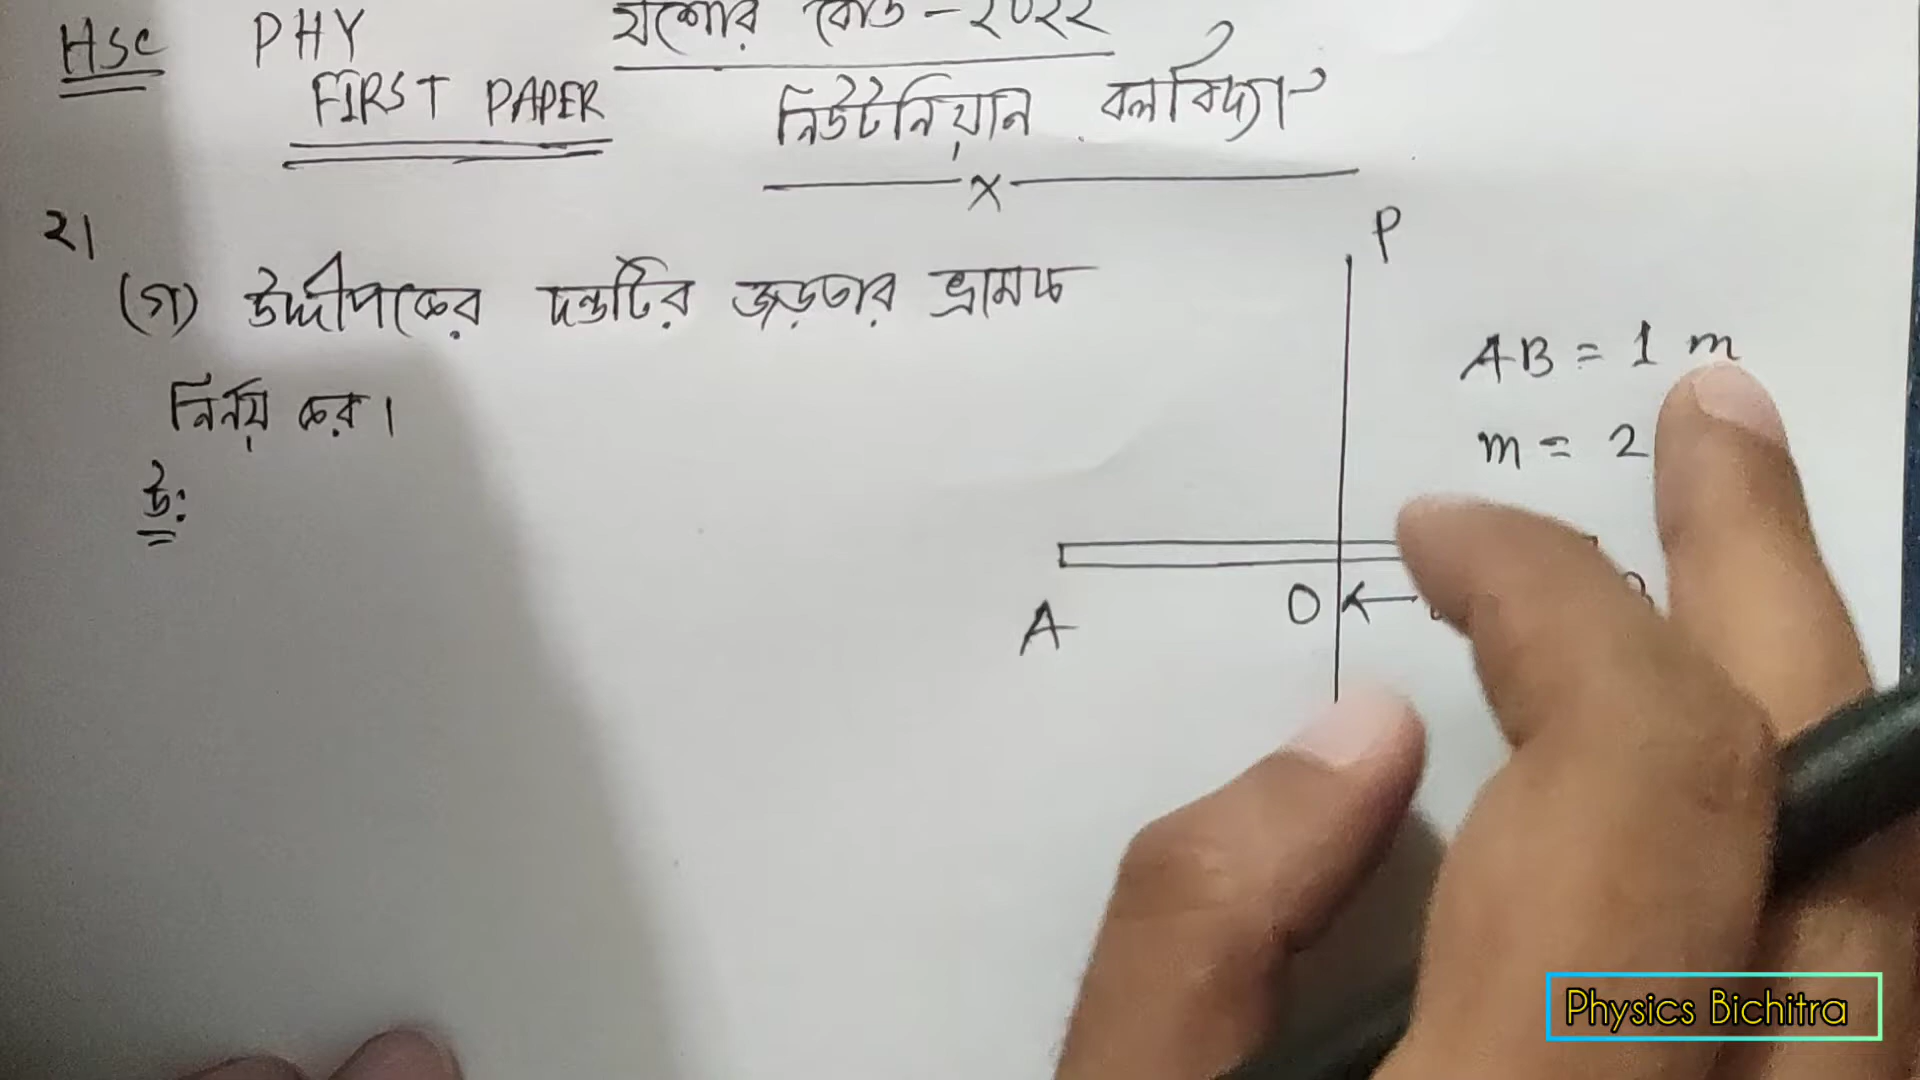 HSC PHY যশোর বোর্ড - ২০২২
FIRST PAPER নিউটনিয়ান বলবিদ্যা
x
২।
(গ) উদ্দীপকের দন্ডটির জড়তার ভ্রামক
নির্নয় কর।
উ:
P
AB = 1 m
m = 2
O
A
Physics Bichitra